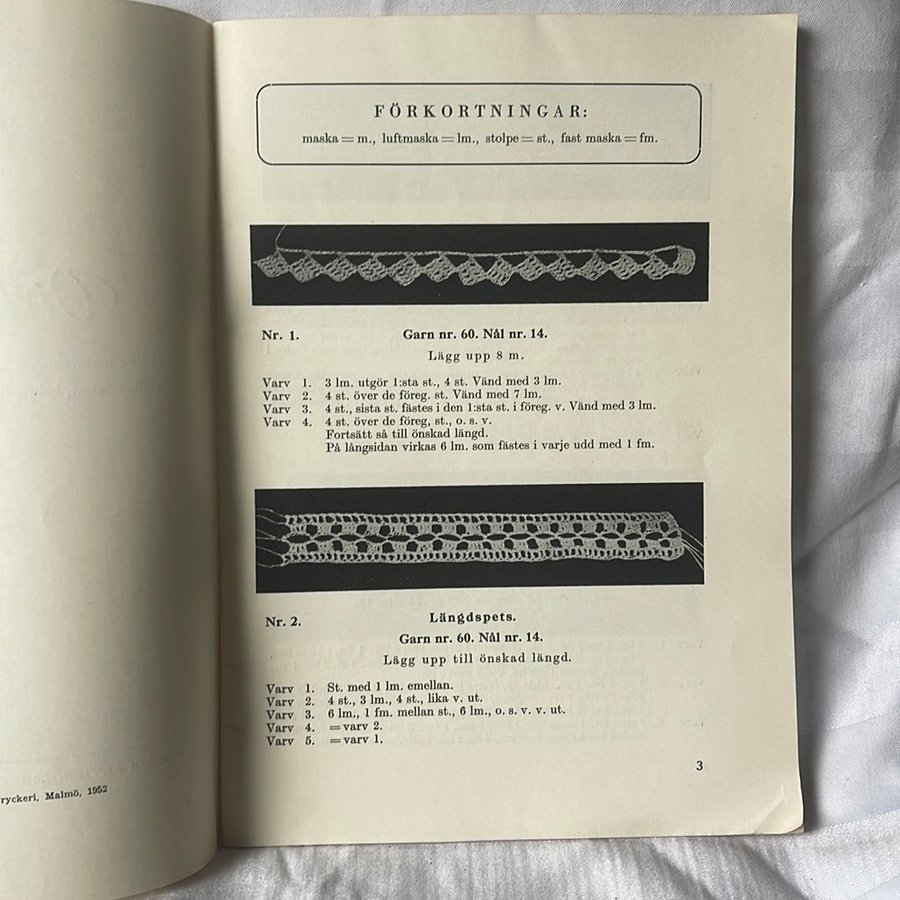 FÖRKORTNINGAR:
maska = m., luftmaska = lm., stolpe = st., fast maska = fm.
Nr. 1. Garn nr. 60. Nål nr. 14.
Lägg upp 8 m.
Varv 1. 3 lm. utgör 1:sta st., 4 st. Vänd med 3 lm.
Varv 2. 4 st. över de föreg. st. Vänd med 7 lm.
Varv 3. 4 st., sista st. fästes i den 1:sta st. i föreg. v. Vänd med 3 lm.
Varv 4. 4 st. över de föreg, st., o. s. v.
Fortsätt så till önskad längd.
På långsidan virkas 6 lm. som fästes i varje udd med 1 fm.
Nr. 2. Längdspets.
Garn nr. 60. Nål nr. 14.
Lägg upp till önskad längd.
Varv 1. St. med 1 lm. emellan.
Varv 2. 4 st., 3 lm., 4 st., lika v. ut.
Varv 3. 6 lm., 1 fm. mellan st., 6 lm., o. s. v. v. ut.
Varv 4. = varv 2.
Varv 5. = varv 1.
3
ryckeri, Malmö, 1952